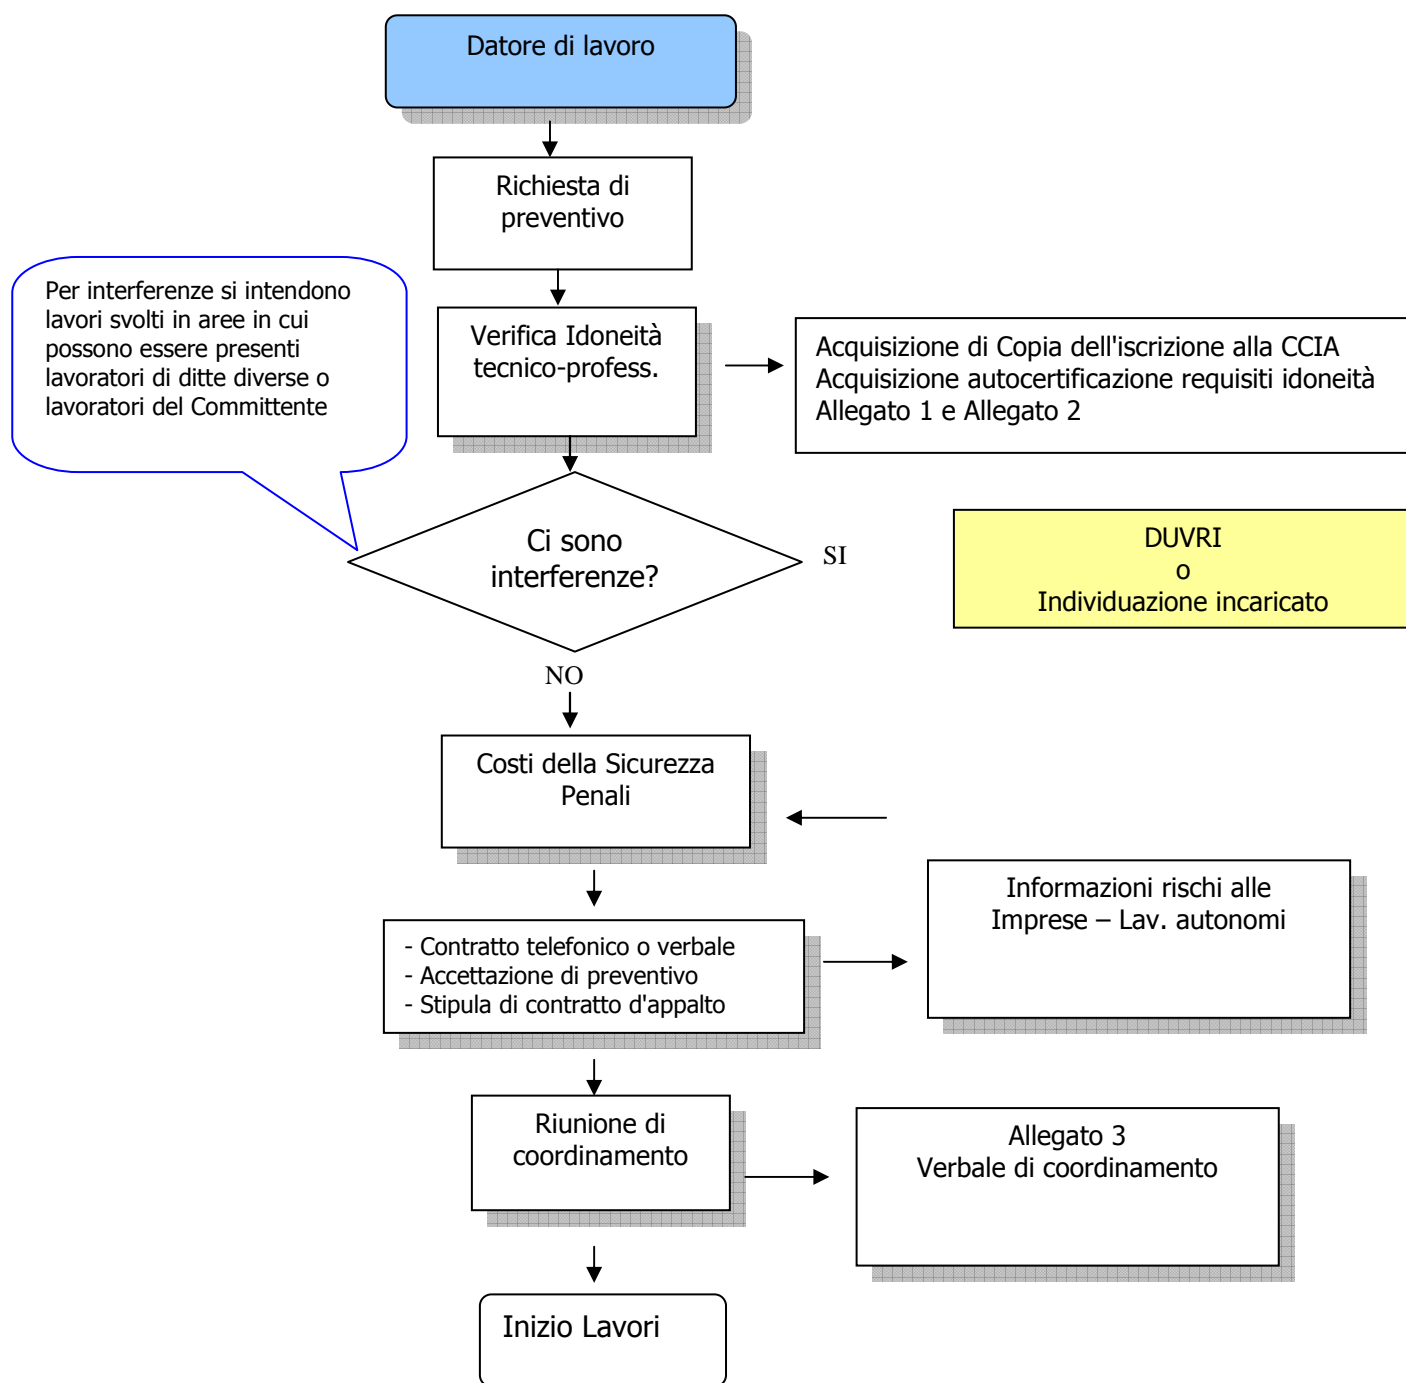 Datore di lavoro
Richiesta di
preventivo
Per interferenze si intendono
lavori svolti in aree in cui
possono essere presenti
lavoratori di ditte diverse o
lavoratori del Committente
Verifica Idoneità
tecnico-profess.
Acquisizione di Copia dell'iscrizione alla CCIA
Acquisizione autocertificazione requisiti idoneità
Allegato 1 e Allegato 2
Ci sono
interferenze?
SI
DUVRI
o
Individuazione incaricato
NO
Costi della Sicurezza
Penali
Informazioni rischi alle
Imprese – Lav. autonomi
- Contratto telefonico o verbale
- Accettazione di preventivo
- Stipula di contratto d'appalto
Riunione di
coordinamento
Allegato 3
Verbale di coordinamento
Inizio Lavori